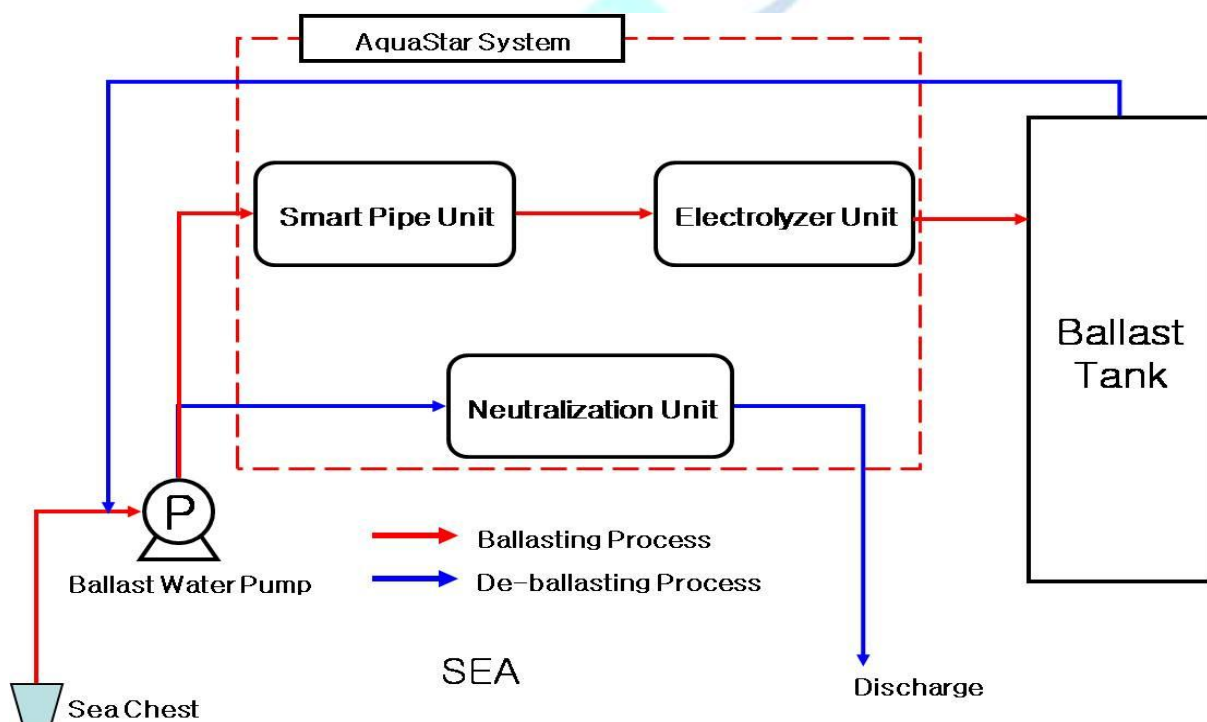 AquaStar System
Smart Pipe Unit
Electrolyzer Unit
Ballast
Tank
Neutralization Unit
P
Ballast Water Pump
Ballasting Process
De-ballasting Process
SEA
Discharge
Sea Chest